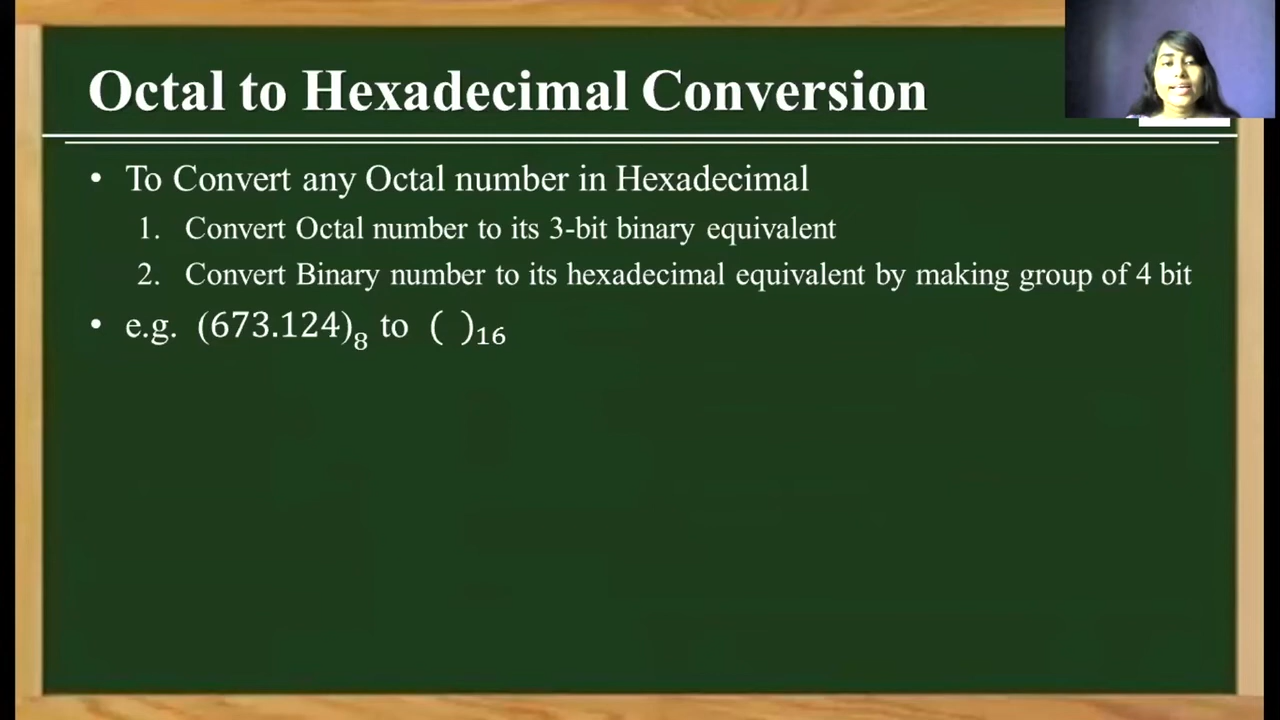 Octal to Hexadecimal Conversion
• To Convert any Octal number in Hexadecimal
1. Convert Octal number to its 3-bit binary equivalent
2. Convert Binary number to its hexadecimal equivalent by making group of 4 bit
• e.g. (673.124)₈ to ( )₁₆